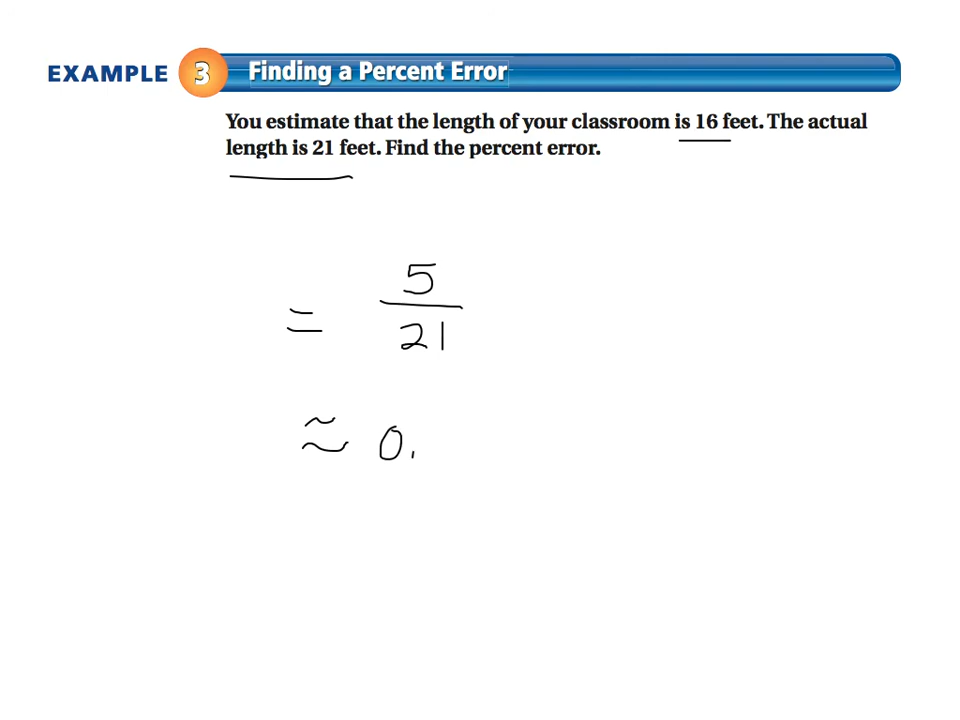 EXAMPLE 3 Finding a Percent Error
You estimate that the length of your classroom is 16 feet. The actual
length is 21 feet. Find the percent error.
= 5
21
≈ 0.